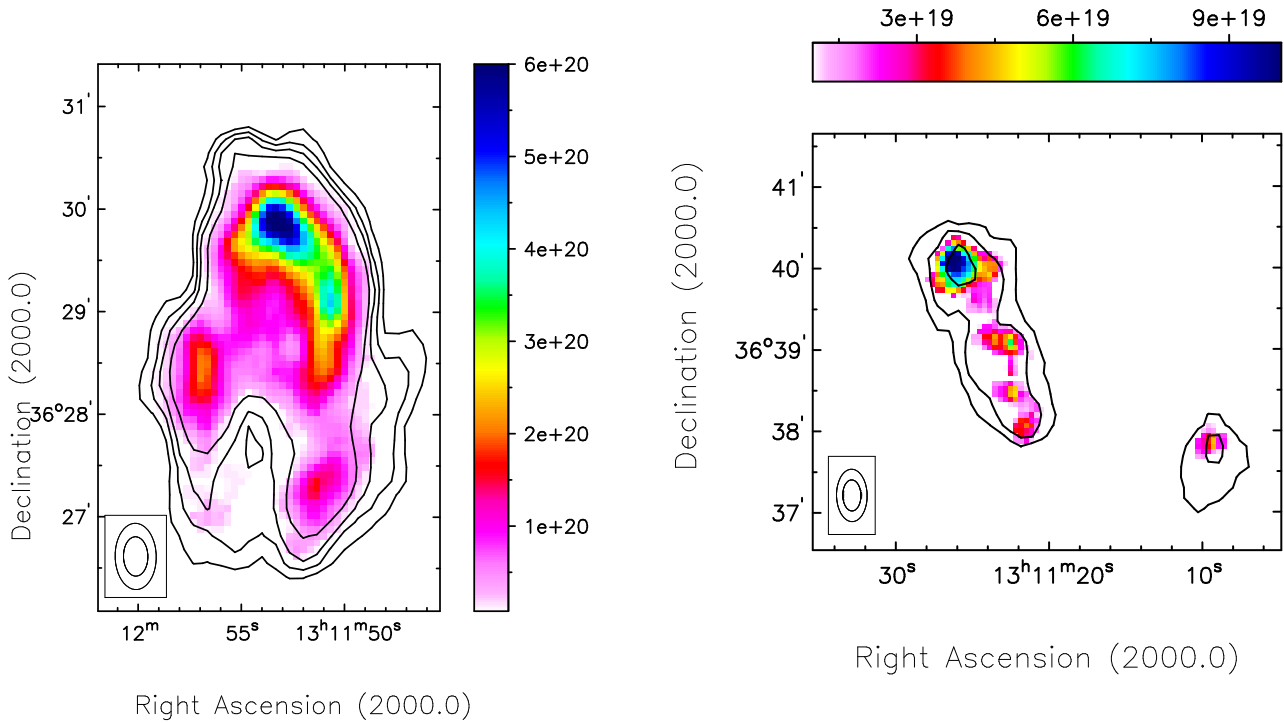 6e+20
5e+20
4e+20
3e+20
2e+20
1e+20
31'
30'
29'
36°28'
27'
Declination (2000.0)
12ᵐ 55ˢ 13ʰ11ᵐ50ˢ
Right Ascension (2000.0)
3e+19 6e+19 9e+19
41'
40'
36°39'
38'
37'
Declination (2000.0)
30ˢ 13ʰ11ᵐ20ˢ 10ˢ
Right Ascension (2000.0)